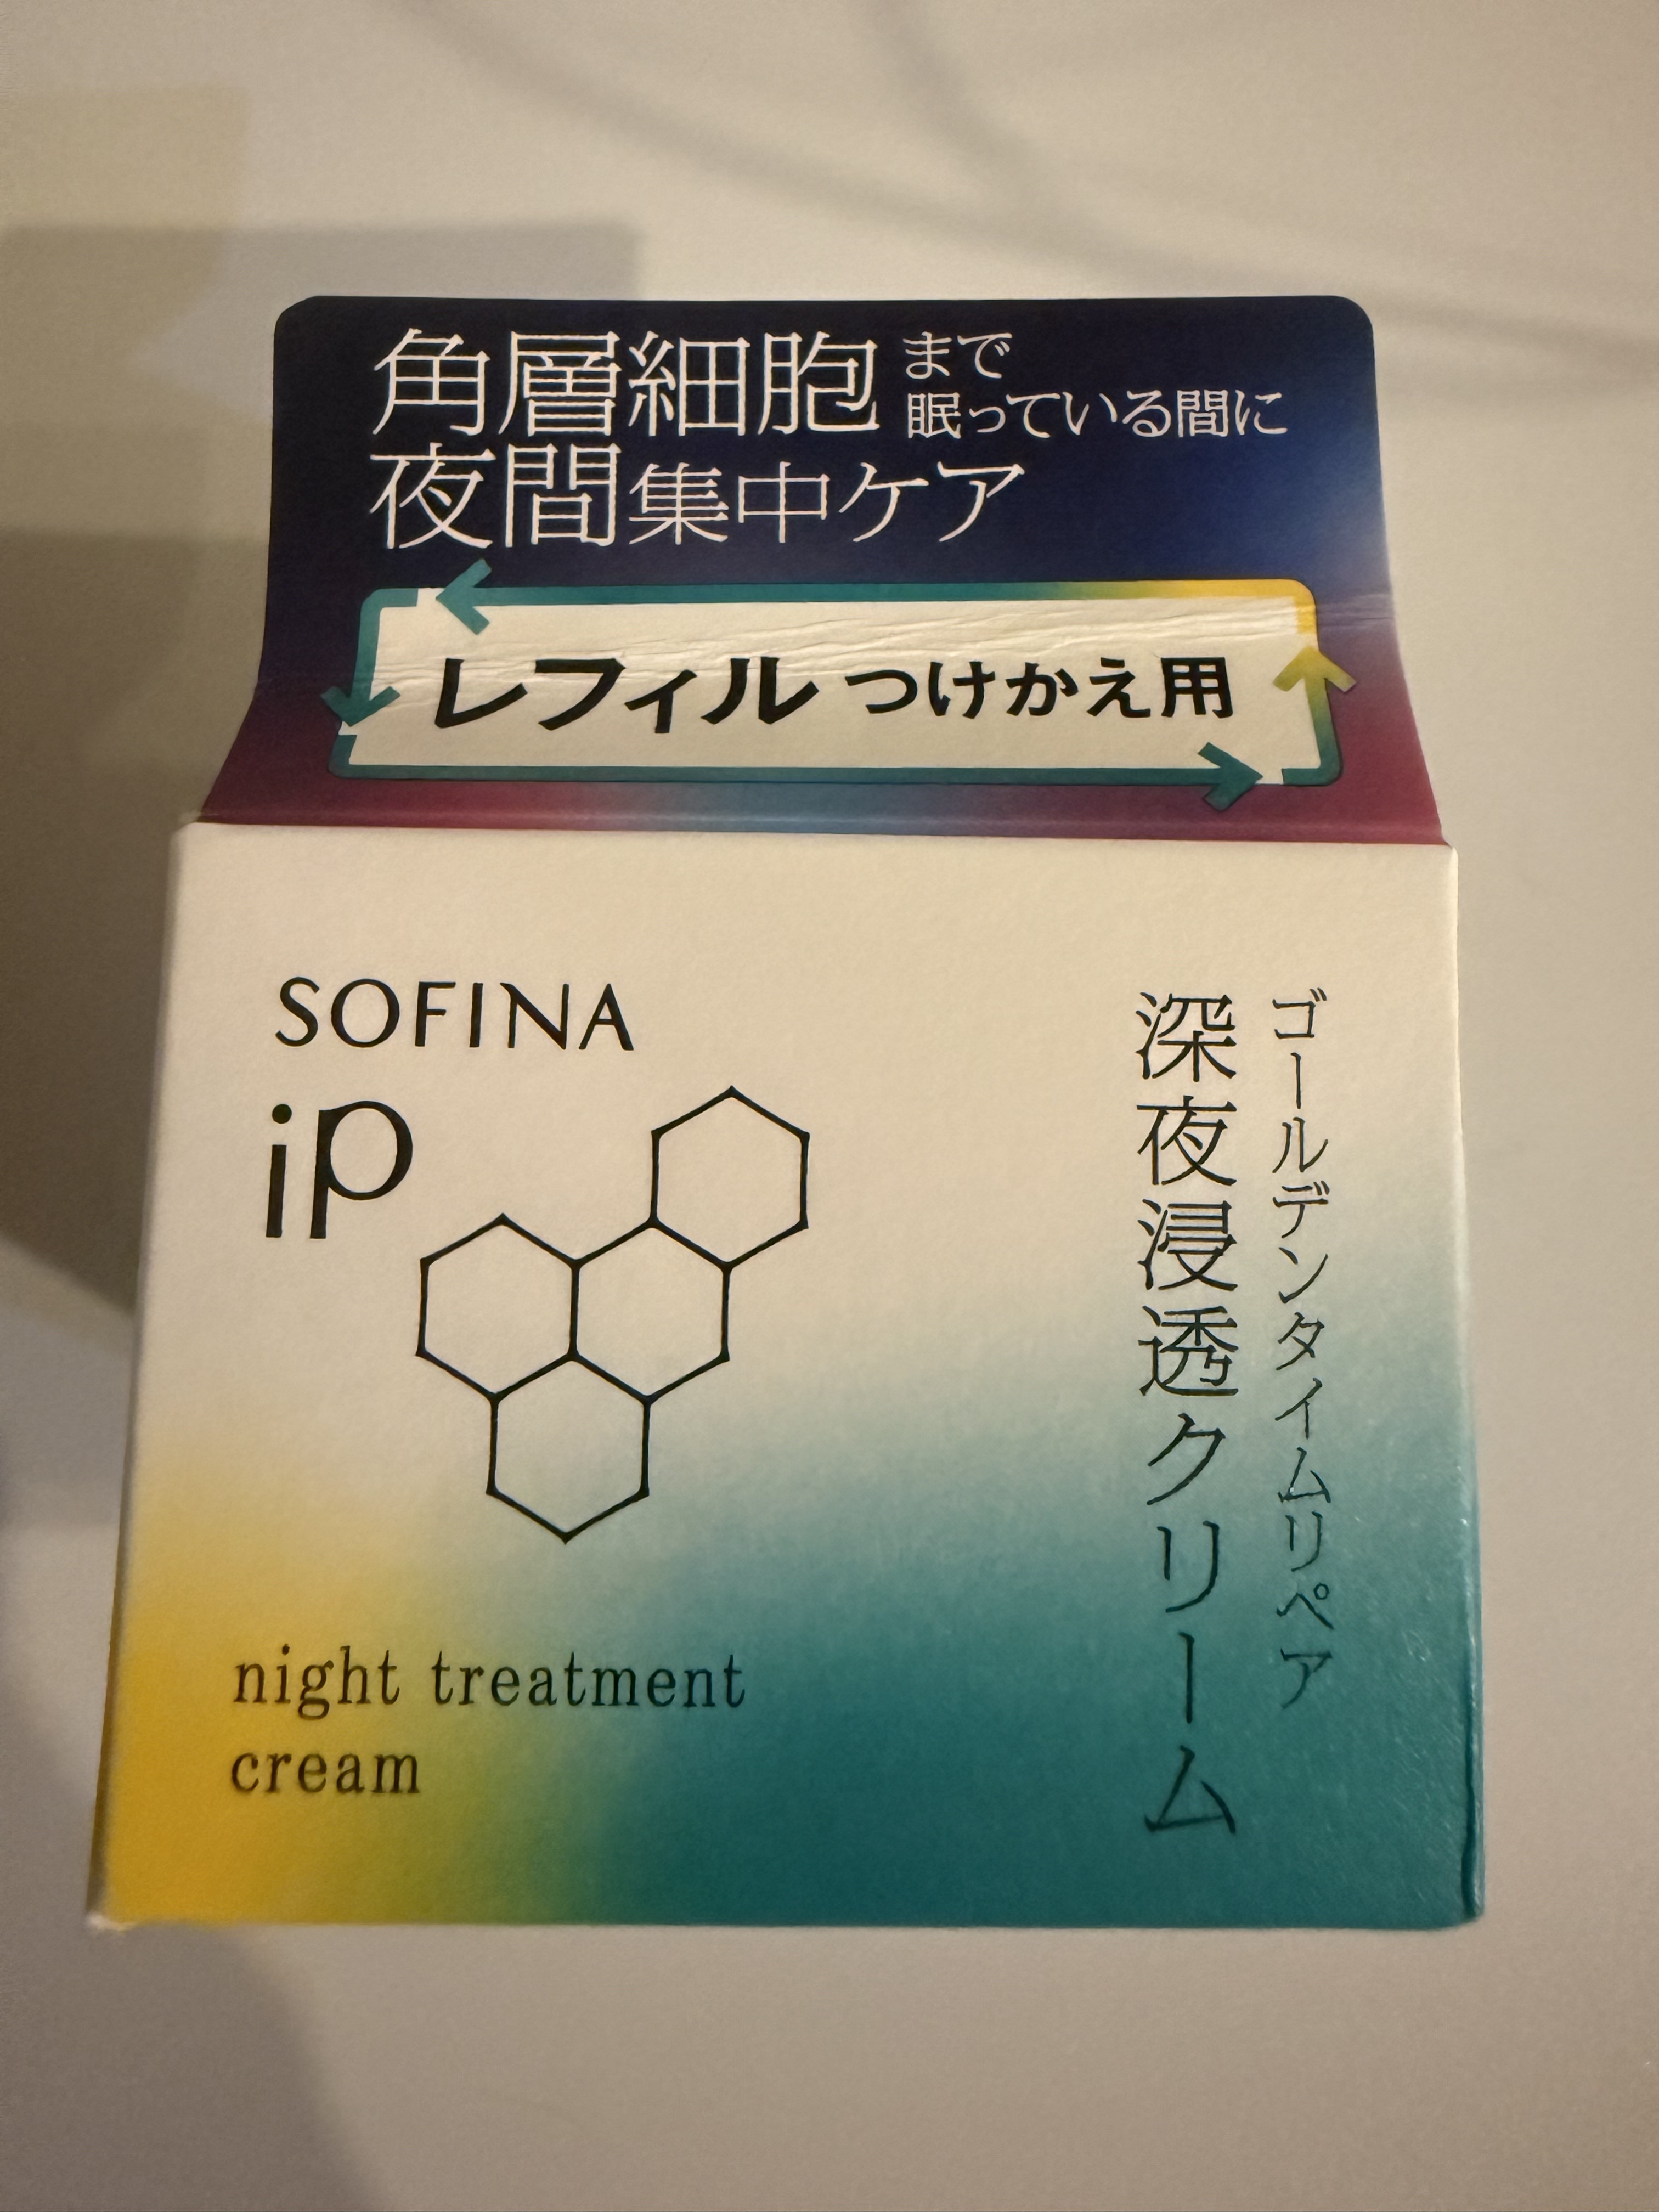 角層細胞まで
眠っている間に
夜間集中ケア
レフィル つけかえ用
SOFINA
iP
ゴールデンタイムリペア
深夜浸透クリーム
night treatment
cream